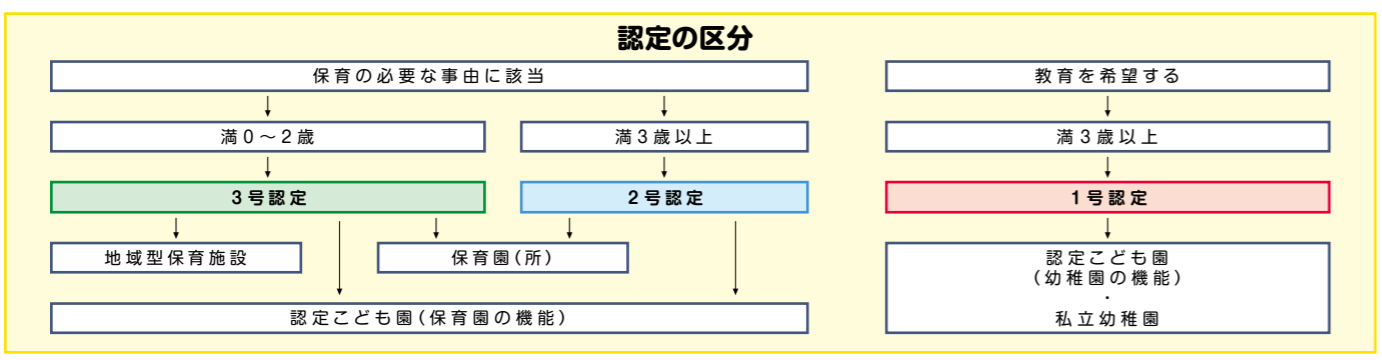 認定の区分
保育の必要な事由に該当
教育を希望する
満0～2歳
満3歳以上
満3歳以上
3号認定
2号認定
1号認定
地域型保育施設
保育園(所)
認定こども園(保育園の機能)
認定こども園
(幼稚園の機能)
・
私立幼稚園